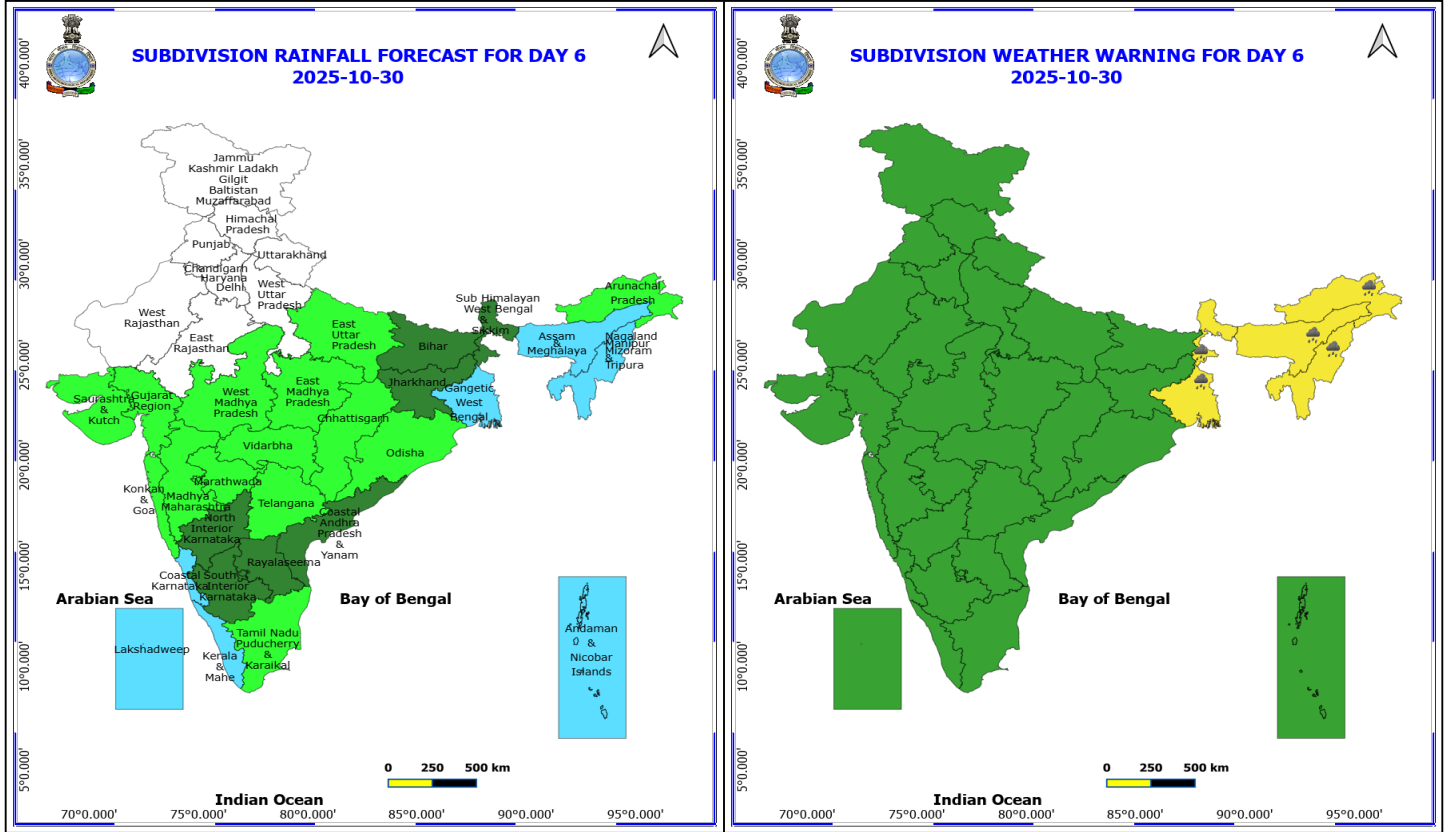 SUBDIVISION RAINFALL FORECAST FOR DAY 6
2025-10-30
40°0.000'
35°0.000'
30°0.000'
25°0.000'
20°0.000'
15°0.000'
10°0.000'
5°0.000'
Jammu
Kashmir Ladakh
Gilgit
Baltistan
Muzaffarabad
Himachal
Pradesh
Punjab
Uttarakhand
Chandigarh
Haryana
Delhi
West
Uttar
Pradesh
West
Rajasthan
East
Rajasthan
East
Uttar
Pradesh
Sub Himalayan
West Bengal
&
Sikkim
Arunachal
Pradesh
Assam
&
Meghalaya
Nagaland
Manipur
Mizoram
&
Tripura
Bihar
Jharkhand
Gangetic
West
Bengal
Saurashtra
&
Kutch
Gujarat
Region
West
Madhya
Pradesh
East
Madhya
Pradesh
Chhattisgarh
Vidarbha
Odisha
Konkan
&
Goa
Madhya
Maharashtra
Marathwada
Telangana
North
Interior
Karnataka
Coastal
Andhra
Pradesh
&
Yanam
Rayalaseema
Coastal
Karnataka
South
Interior
Karnataka
Arabian Sea
Bay of Bengal
Lakshadweep
Kerala
&
Mahe
Tamil Nadu
Puducherry
&
Karaikal
Andaman
&
Nicobar
Islands
0 250 500 km
Indian Ocean
70°0.000' 75°0.000' 80°0.000' 85°0.000' 90°0.000' 95°0.000'
SUBDIVISION WEATHER WARNING FOR DAY 6
2025-10-30
40°0.000'
35°0.000'
30°0.000'
25°0.000'
20°0.000'
15°0.000'
10°0.000'
5°0.000'
Arabian Sea
Bay of Bengal
0 250 500 km
Indian Ocean
70°0.000' 75°0.000' 80°0.000' 85°0.000' 90°0.000' 95°0.000'